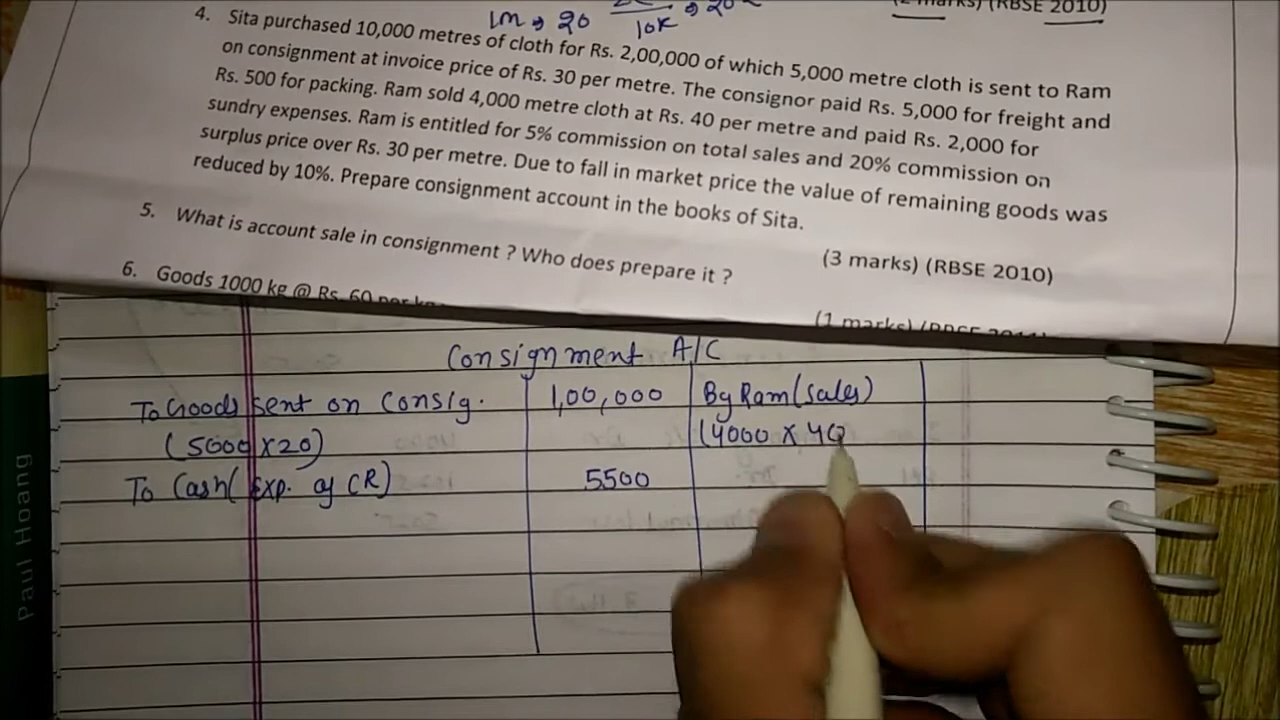 1m → 20 10K → 20
(RBSE 2010)
4. Sita purchased 10,000 metres of cloth for Rs. 2,00,000 of which 5,000 metre cloth is sent to Ram
on consignment at invoice price of Rs. 30 per metre. The consignor paid Rs. 5,000 for freight and
Rs. 500 for packing. Ram sold 4,000 metre cloth at Rs. 40 per metre and paid Rs. 2,000 for
sundry expenses. Ram is entitled for 5% commission on total sales and 20% commission on
surplus price over Rs. 30 per metre. Due to fall in market price the value of remaining goods was
reduced by 10%. Prepare consignment account in the books of Sita.
(3 marks) (RBSE 2010)
5. What is account sale in consignment ? Who does prepare it ?
(1 marks)
6. Goods 1000 kg @ Rs. 60 per kg
Consignment A/C
To Goods sent on Consig. 1,00,000 By Ram (Sales)
(5000 X 20) (4000 X 40
To Cash( Exp. of CR) 5500
Paul Hoang